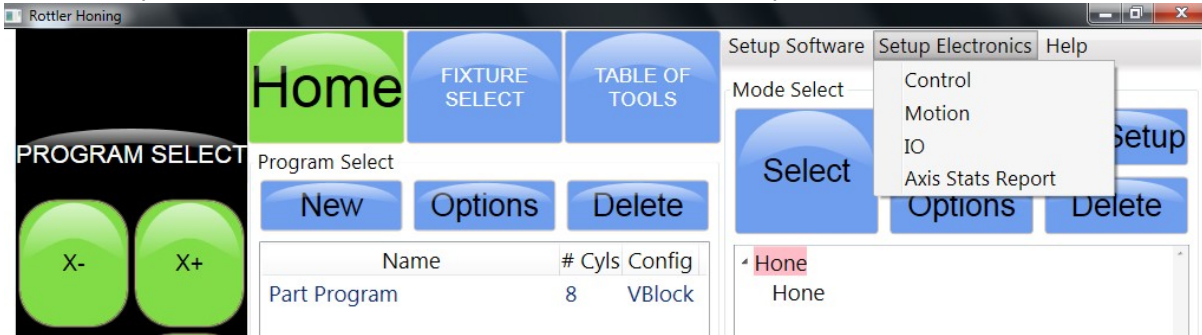 Rottler Honing
PROGRAM SELECT
X-
X+
Home
FIXTURE
SELECT
TABLE OF
TOOLS
Program Select
New
Options
Delete
Name # Cyls Config
Part Program 8 VBlock
Setup Software Setup Electronics Help
Control
Motion
IO
Axis Stats Report
Mode Select
Select
Setup
Options
Delete
Hone
Hone